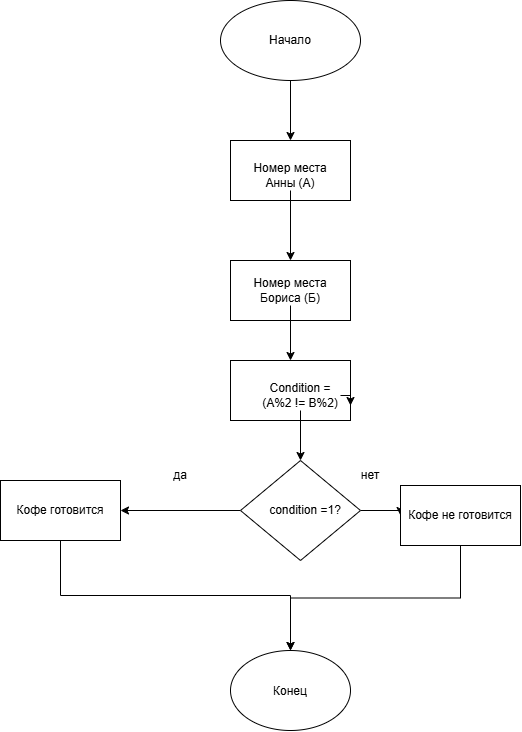 Начало
Номер места
Анны (А)
Номер места
Бориса (Б)
Condition =
(A%2 != B%2)
да
нет
condition =1?
Кофе готовится
Кофе не готовится
Конец